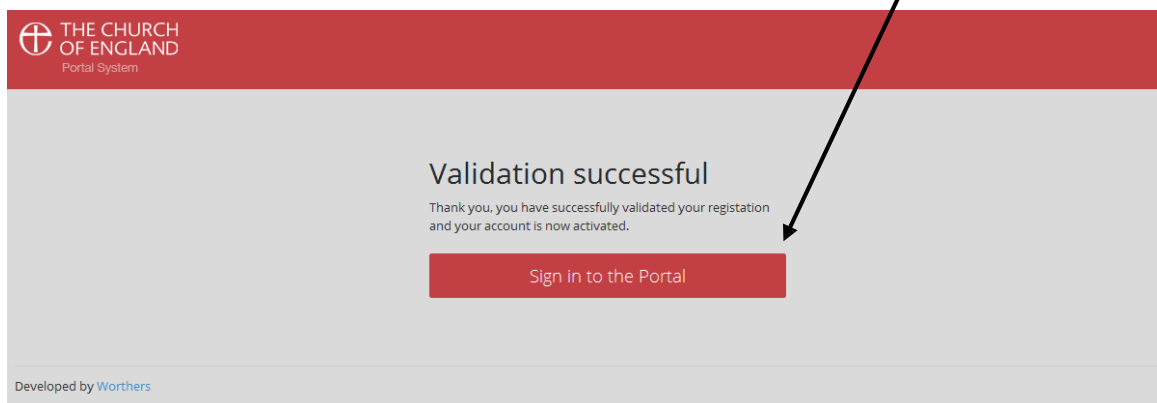 THE CHURCH
OF ENGLAND
Portal System
Validation successful
Thank you, you have successfully validated your registation
and your account is now activated.
Sign in to the Portal
Developed by Worthers